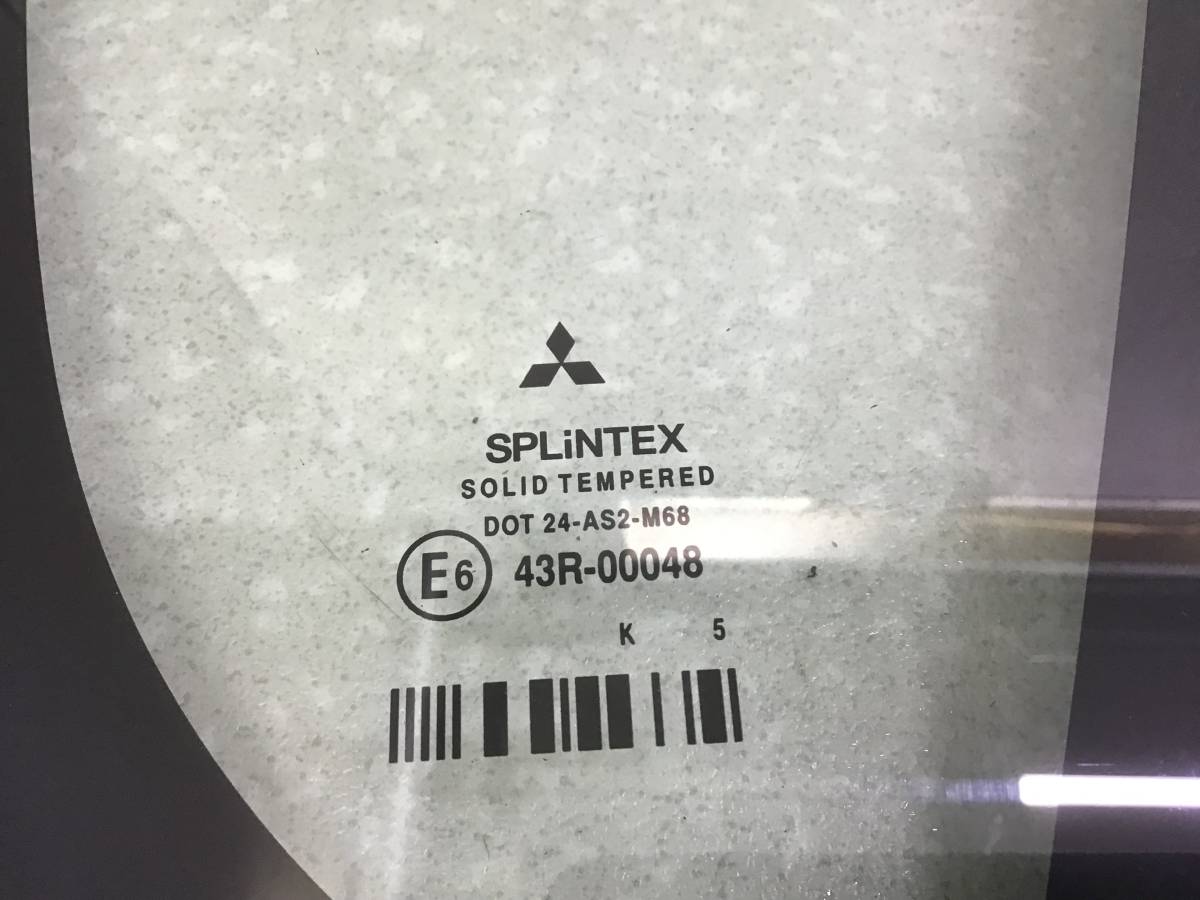 SPLiNTEX
SOLID TEMPERED
DOT 24-AS2-M68
E6 43R-00048
K 5